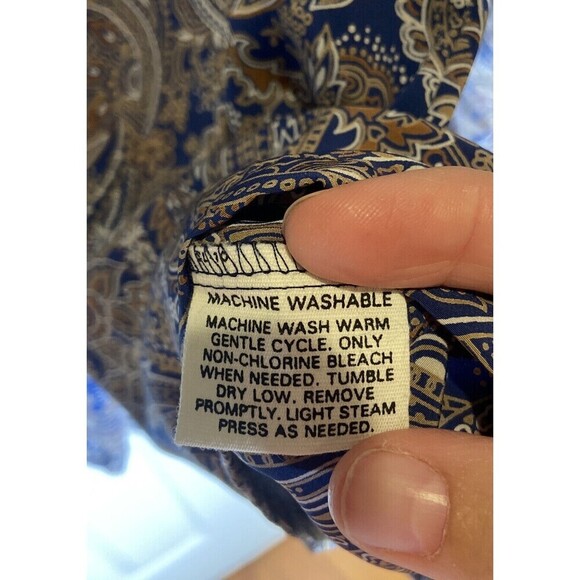 MACHINE WASHABLE
MACHINE WASH WARM
GENTLE CYCLE. ONLY
NON-CHLORINE BLEACH
WHEN NEEDED. TUMBLE
DRY LOW. REMOVE
PROMPTLY. LIGHT STEAM
PRESS AS NEEDED.